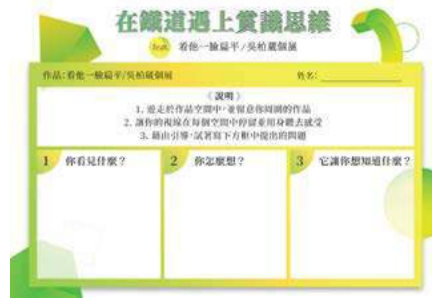 在鐵道遇上賞識思維
看他一臉扁平／吳柏葳個展
作品：看他一臉扁平／吳柏葳個展 姓名：
《說明》
1. 遊走於作品空間中，並留意你周圍的作品
2. 讓你的視線在每個空間中停留並用身體去感受
3. 藉由引導，試著寫下方框中提出的問題
1 你看見什麼？
2 你怎麼想？
3 它讓你想知道什麼？